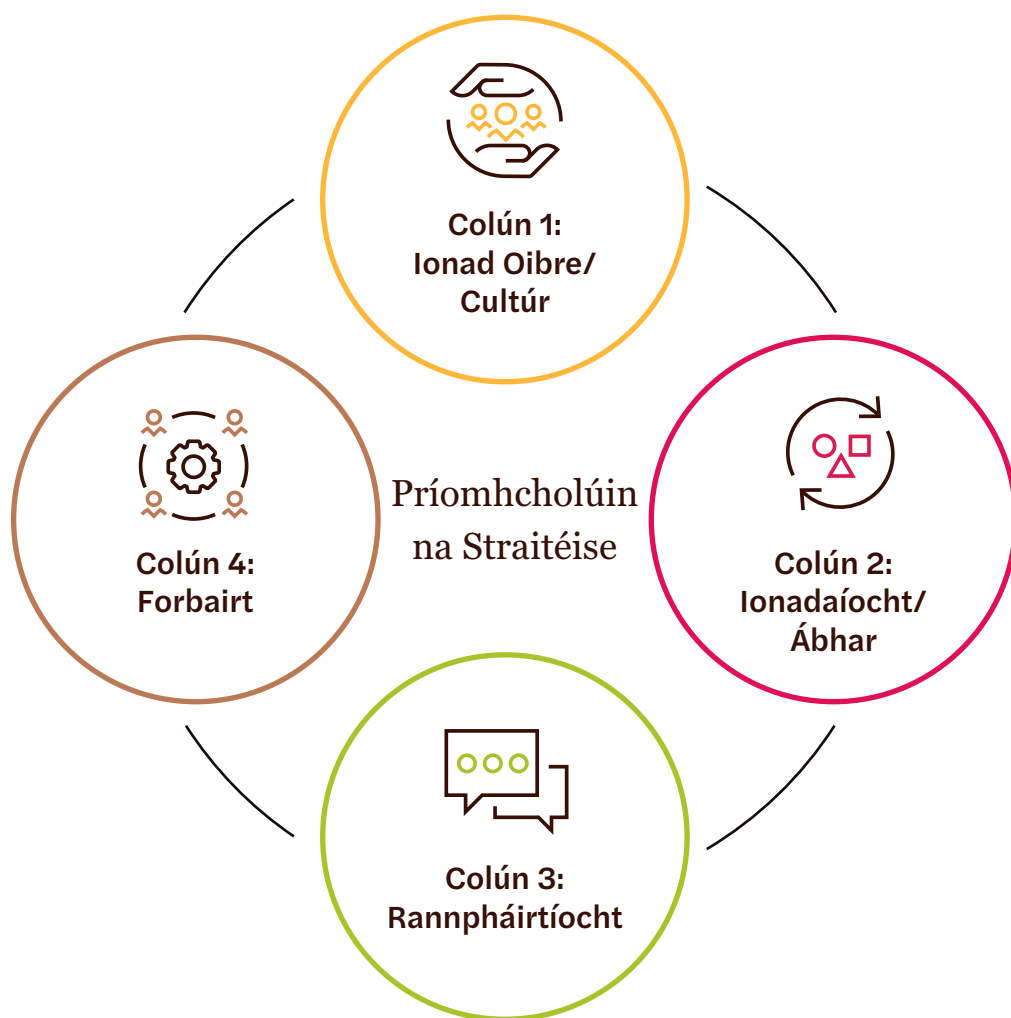 Colún 1:
Ionad Oibre/
Cultúr
Príomhcholúin
na Straitéise
Colún 2:
Ionadaíocht/
Ábhar
Colún 3:
Rannpháirtíocht
Colún 4:
Forbairt